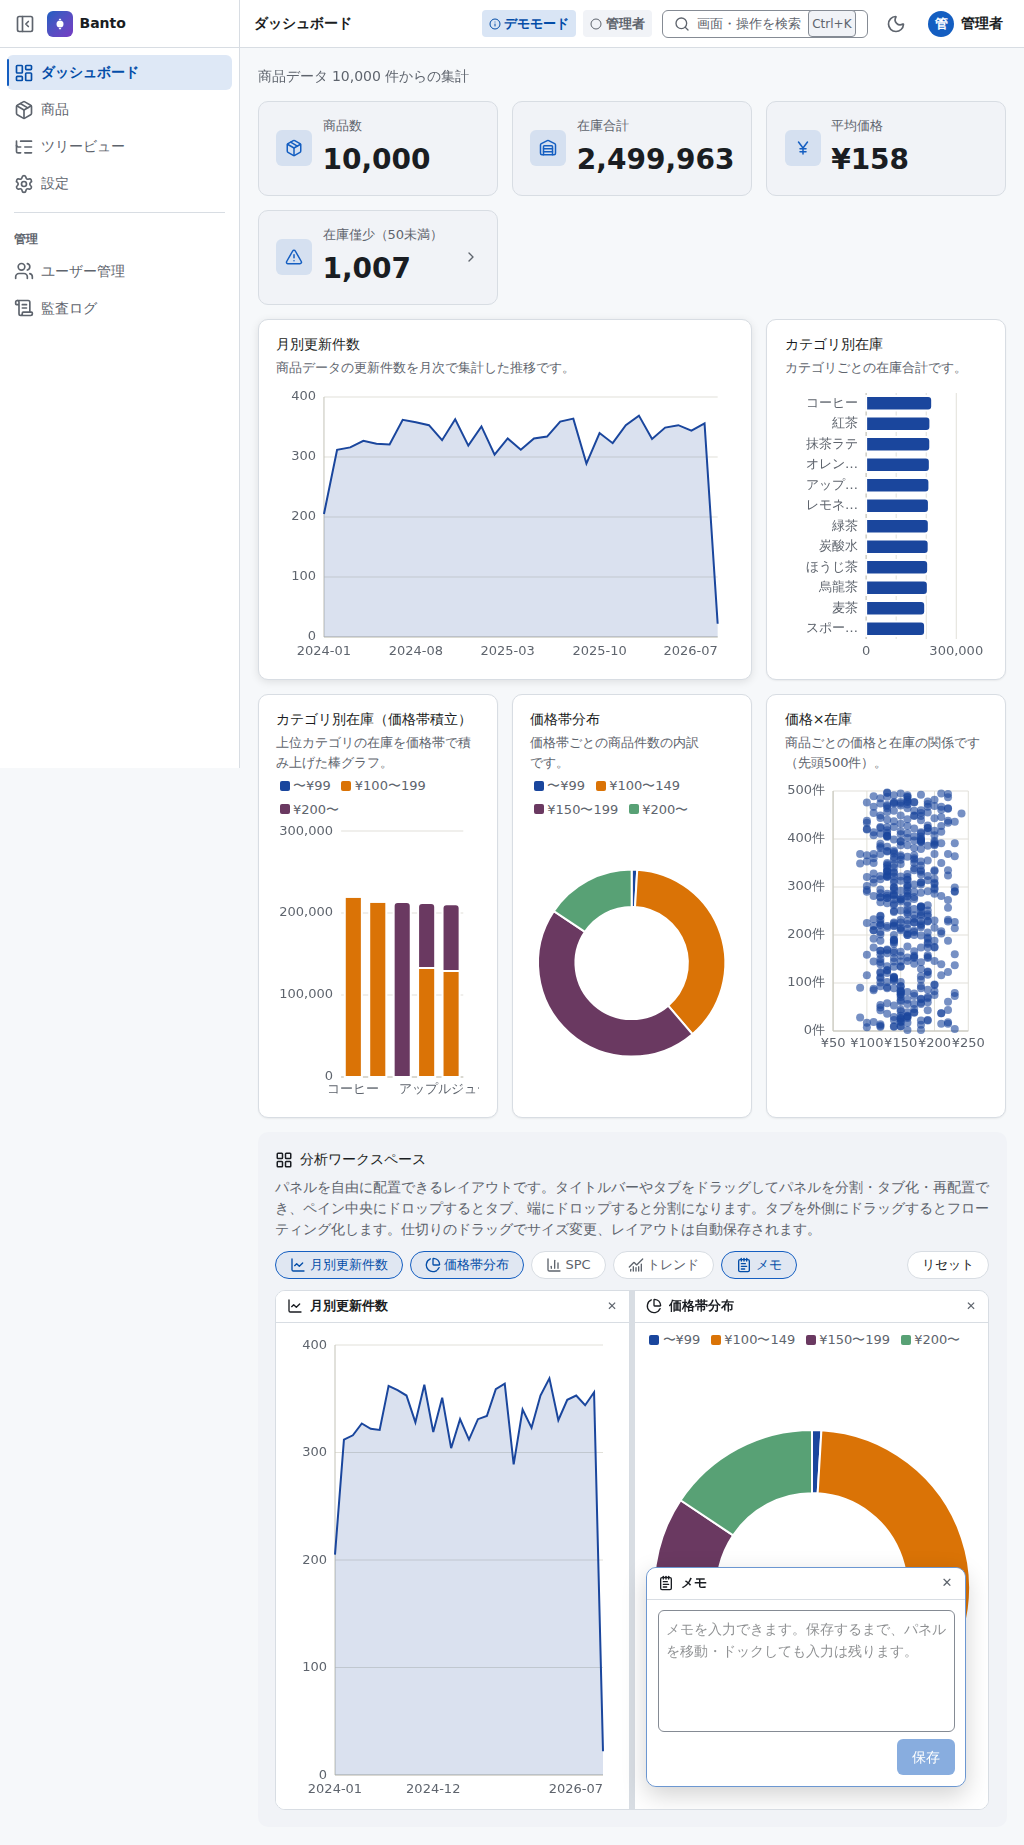 Banto
ダッシュボード
デモモード
管理者
画面・操作を検索
Ctrl+K
管
管理者
ダッシュボード
商品
ツリービュー
設定
管理
ユーザー管理
監査ログ
商品データ 10,000 件からの集計
商品数
10,000
在庫合計
2,499,963
平均価格
¥158
在庫僅少（50未満）
1,007
月別更新件数
商品データの更新件数を月次で集計した推移です。
400
300
200
100
0
2024-01
2024-08
2025-03
2025-10
2026-07
カテゴリ別在庫
カテゴリごとの在庫合計です。
コーヒー
紅茶
抹茶ラテ
オレン…
アップ…
レモネ…
緑茶
炭酸水
ほうじ茶
烏龍茶
麦茶
スポー…
0
300,000
カテゴリ別在庫（価格帯積立）
上位カテゴリの在庫を価格帯で積
み上げた棒グラフ。
〜¥99
¥100〜199
¥200〜
300,000
200,000
100,000
0
コーヒー
アップルジュ
価格帯分布
価格帯ごとの商品件数の内訳
です。
〜¥99
¥100〜149
¥150〜199
¥200〜
価格×在庫
商品ごとの価格と在庫の関係です
（先頭500件）。
500件
400件
300件
200件
100件
0件
¥50
¥100
¥150
¥200
¥250
分析ワークスペース
パネルを自由に配置できるレイアウトです。タイトルバーやタブをドラッグしてパネルを分割・タブ化・再配置で
き、ペイン中央にドロップするとタブ、端にドロップすると分割になります。タブを外側にドラッグするとフロー
ティング化します。仕切りのドラッグでサイズ変更、レイアウトは自動保存されます。
月別更新件数
価格帯分布
SPC
トレンド
メモ
リセット
月別更新件数
×
400
300
200
100
0
2024-01
2024-12
2026-07
価格帯分布
×
〜¥99
¥100〜149
¥150〜199
¥200〜
メモ
×
メモを入力できます。保存するまで、パネル
を移動・ドックしても入力は残ります。
保存